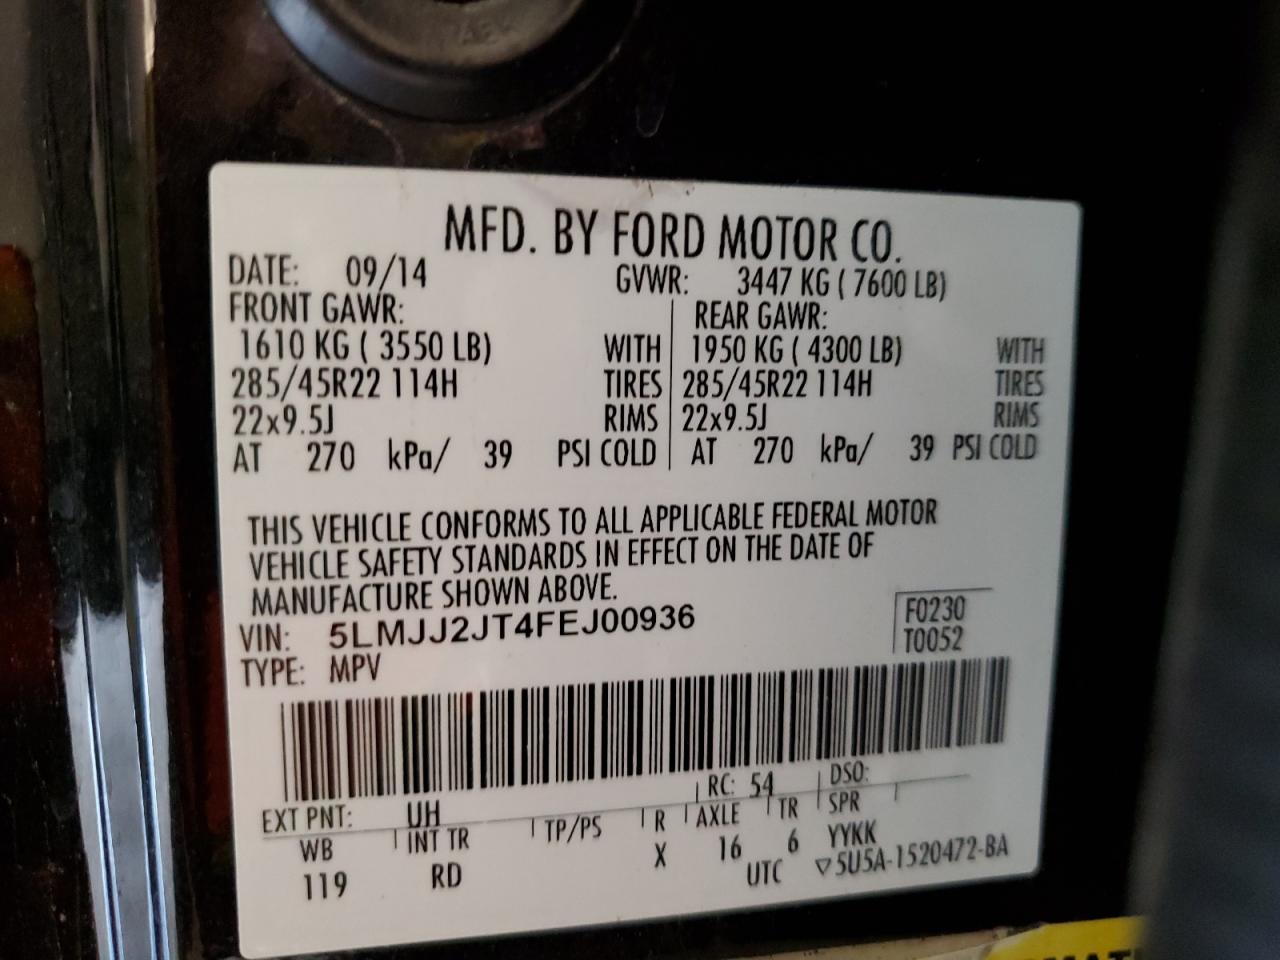 MFD. BY FORD MOTOR CO.
DATE: 09/14 GVWR: 3447 KG ( 7600 LB)
FRONT GAWR: REAR GAWR:
1610 KG ( 3550 LB) WITH 1950 KG ( 4300 LB) WITH
285/45R22 114H TIRES 285/45R22 114H TIRES
22x9.5J RIMS 22x9.5J RIMS
AT 270 kPa/ 39 PSI COLD AT 270 kPa/ 39 PSI COLD
THIS VEHICLE CONFORMS TO ALL APPLICABLE FEDERAL MOTOR
VEHICLE SAFETY STANDARDS IN EFFECT ON THE DATE OF
MANUFACTURE SHOWN ABOVE.
VIN: 5LMJJ2JT4FEJ00936 F0230
TYPE: MPV T0052
EXT PNT: UH RC: 54 DSO:
WB INT TR TP/PS R AXLE TR SPR
119 RD X 16 6 YYKK
UTC ▽5U5A-1520472-BA